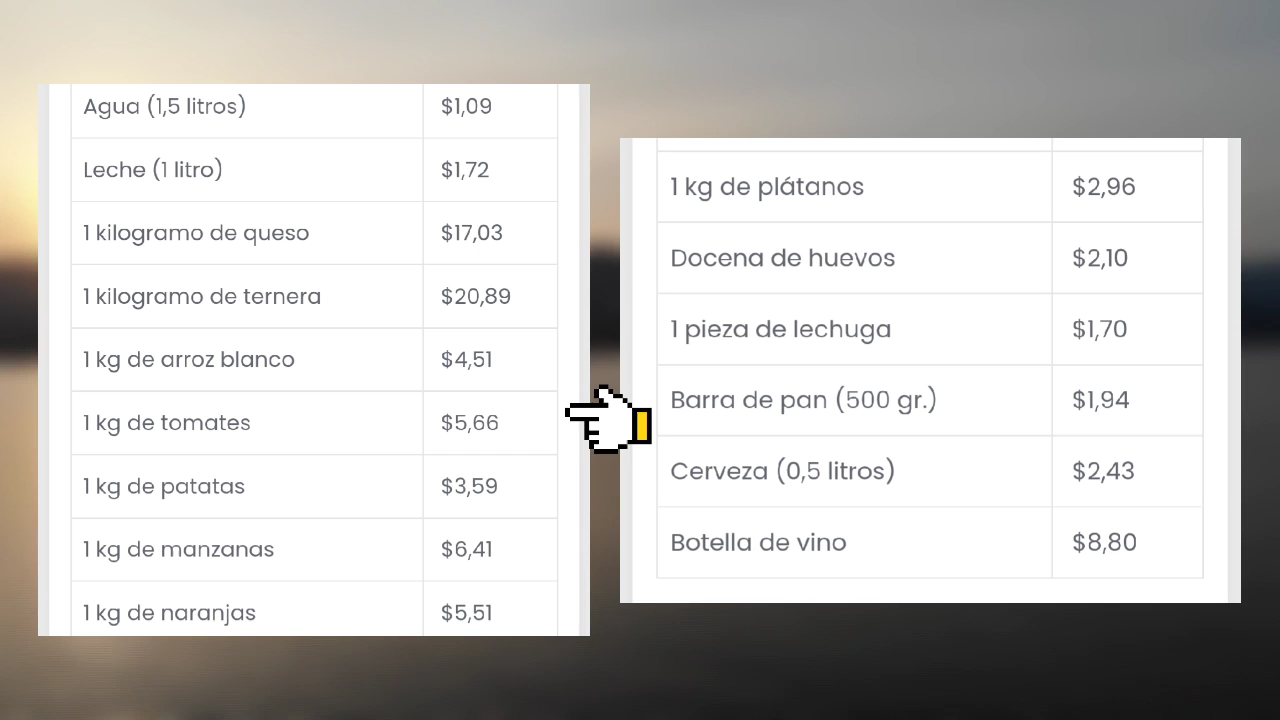 Agua (1,5 litros) $1,09
Leche (1 litro) $1,72
1 kilogramo de queso $17,03
1 kilogramo de ternera $20,89
1 kg de arroz blanco $4,51
1 kg de tomates $5,66
1 kg de patatas $3,59
1 kg de manzanas $6,41
1 kg de naranjas $5,51
1 kg de plátanos $2,96
Docena de huevos $2,10
1 pieza de lechuga $1,70
Barra de pan (500 gr.) $1,94
Cerveza (0,5 litros) $2,43
Botella de vino $8,80